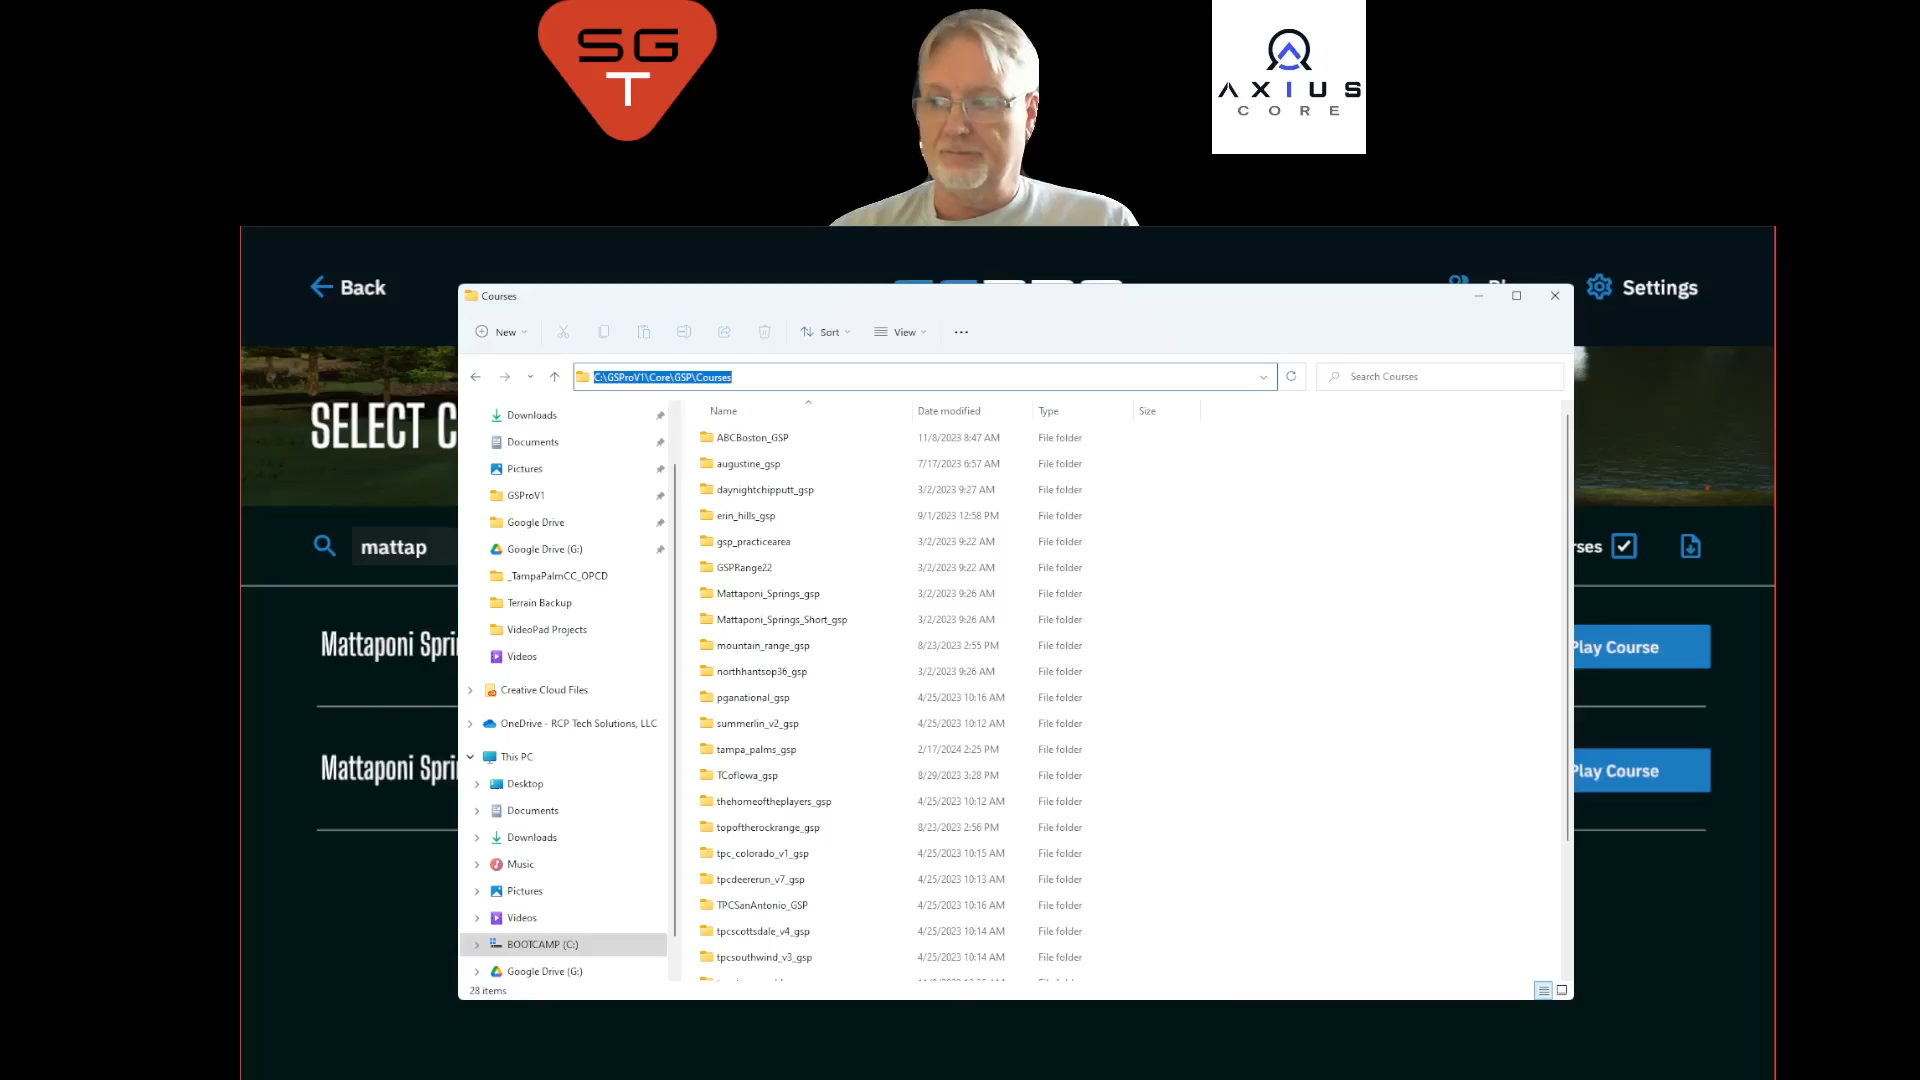 SG
T
AXIUS
CORE
Back
Settings
Courses
New
Sort
View
C:\GSProV1\Core\GSP\Courses
Search Courses
SELECT C
mattap
rses
Mattaponi Spri
Play Course
Mattaponi Spri
Play Course
Downloads
Documents
Pictures
GSProV1
Google Drive
Google Drive (G:)
_TampaPalmCC_OPCD
Terrain Backup
VideoPad Projects
Videos
Creative Cloud Files
OneDrive - RCP Tech Solutions, LLC
This PC
Desktop
Documents
Downloads
Music
Pictures
Videos
BOOTCAMP (C:)
Google Drive (G:)
28 items
Name Date modified Type Size
ABCBoston_GSP 11/8/2023 8:47 AM File folder
augustine_gsp 7/17/2023 6:57 AM File folder
daynightchipputt_gsp 3/2/2023 9:27 AM File folder
erin_hills_gsp 9/1/2023 12:58 PM File folder
gsp_practicearea 3/2/2023 9:22 AM File folder
GSPRange22 3/2/2023 9:22 AM File folder
Mattaponi_Springs_gsp 3/2/2023 9:26 AM File folder
Mattaponi_Springs_Short_gsp 3/2/2023 9:26 AM File folder
mountain_range_gsp 8/23/2023 2:55 PM File folder
northhantsop36_gsp 3/2/2023 9:26 AM File folder
pganational_gsp 4/25/2023 10:16 AM File folder
summerlin_v2_gsp 4/25/2023 10:12 AM File folder
tampa_palms_gsp 2/17/2024 2:25 PM File folder
TCofIowa_gsp 8/29/2023 3:28 PM File folder
thehomeoftheplayers_gsp 4/25/2023 10:12 AM File folder
topoftherockrange_gsp 8/23/2023 2:56 PM File folder
tpc_colorado_v1_gsp 4/25/2023 10:15 AM File folder
tpcdeererun_v7_gsp 4/25/2023 10:13 AM File folder
TPCSanAntonio_GSP 4/25/2023 10:16 AM File folder
tpcscottsdale_v4_gsp 4/25/2023 10:14 AM File folder
tpcsouthwind_v3_gsp 4/25/2023 10:14 AM File folder